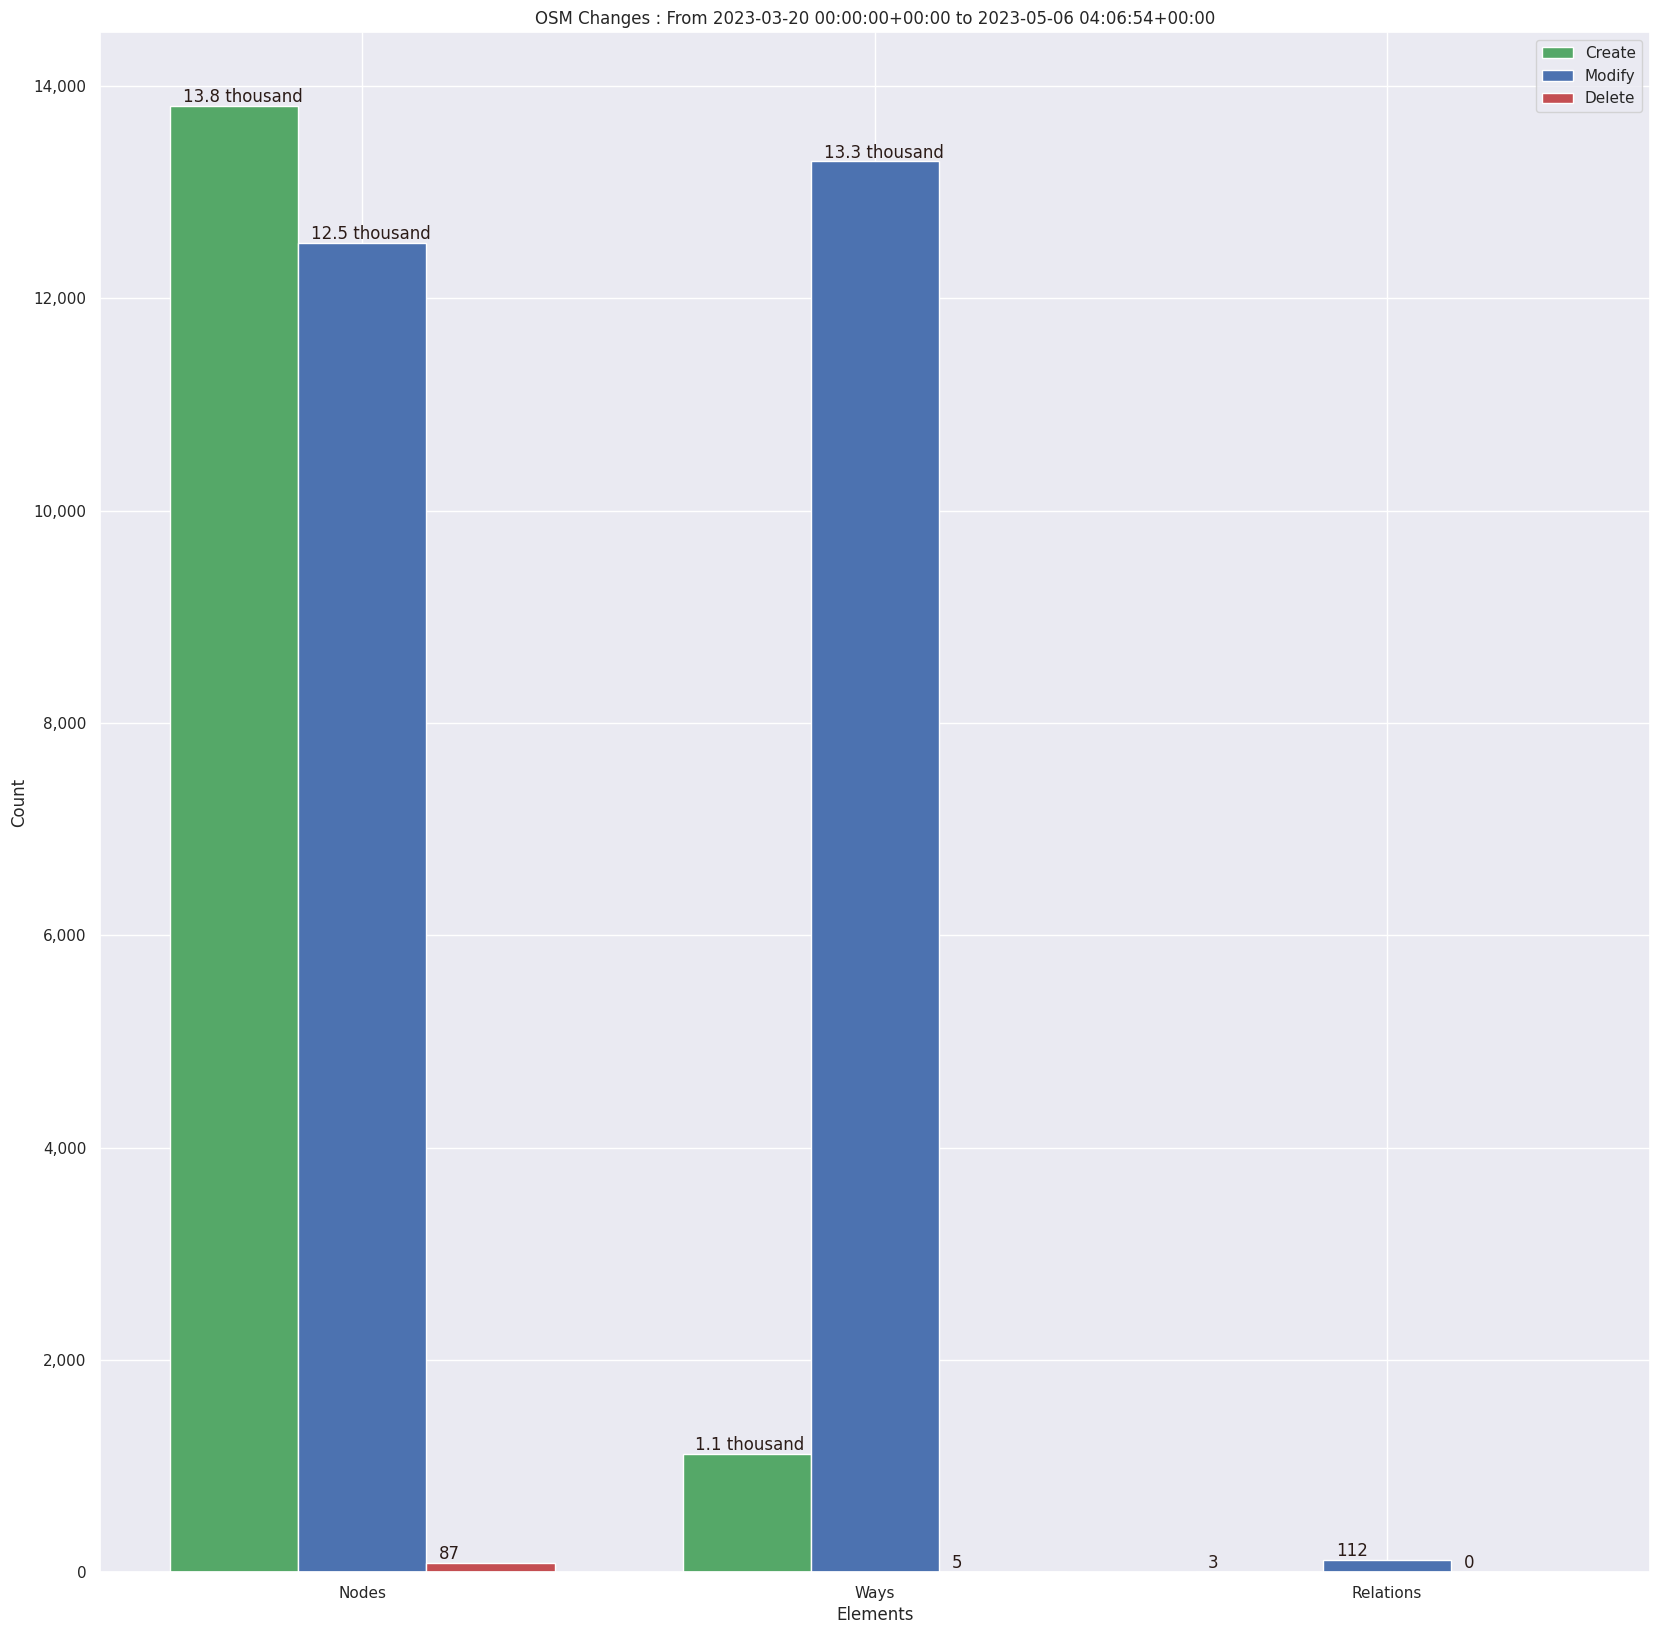 OSM Changes : From 2023-03-20 00:00:00+00:00 to 2023-05-06 04:06:54+00:00
Create
Modify
Delete
14,000
12,000
10,000
8,000
6,000
4,000
2,000
0
Count
13.8 thousand
12.5 thousand
87
1.1 thousand
13.3 thousand
5
3
112
0
Nodes
Ways
Relations
Elements